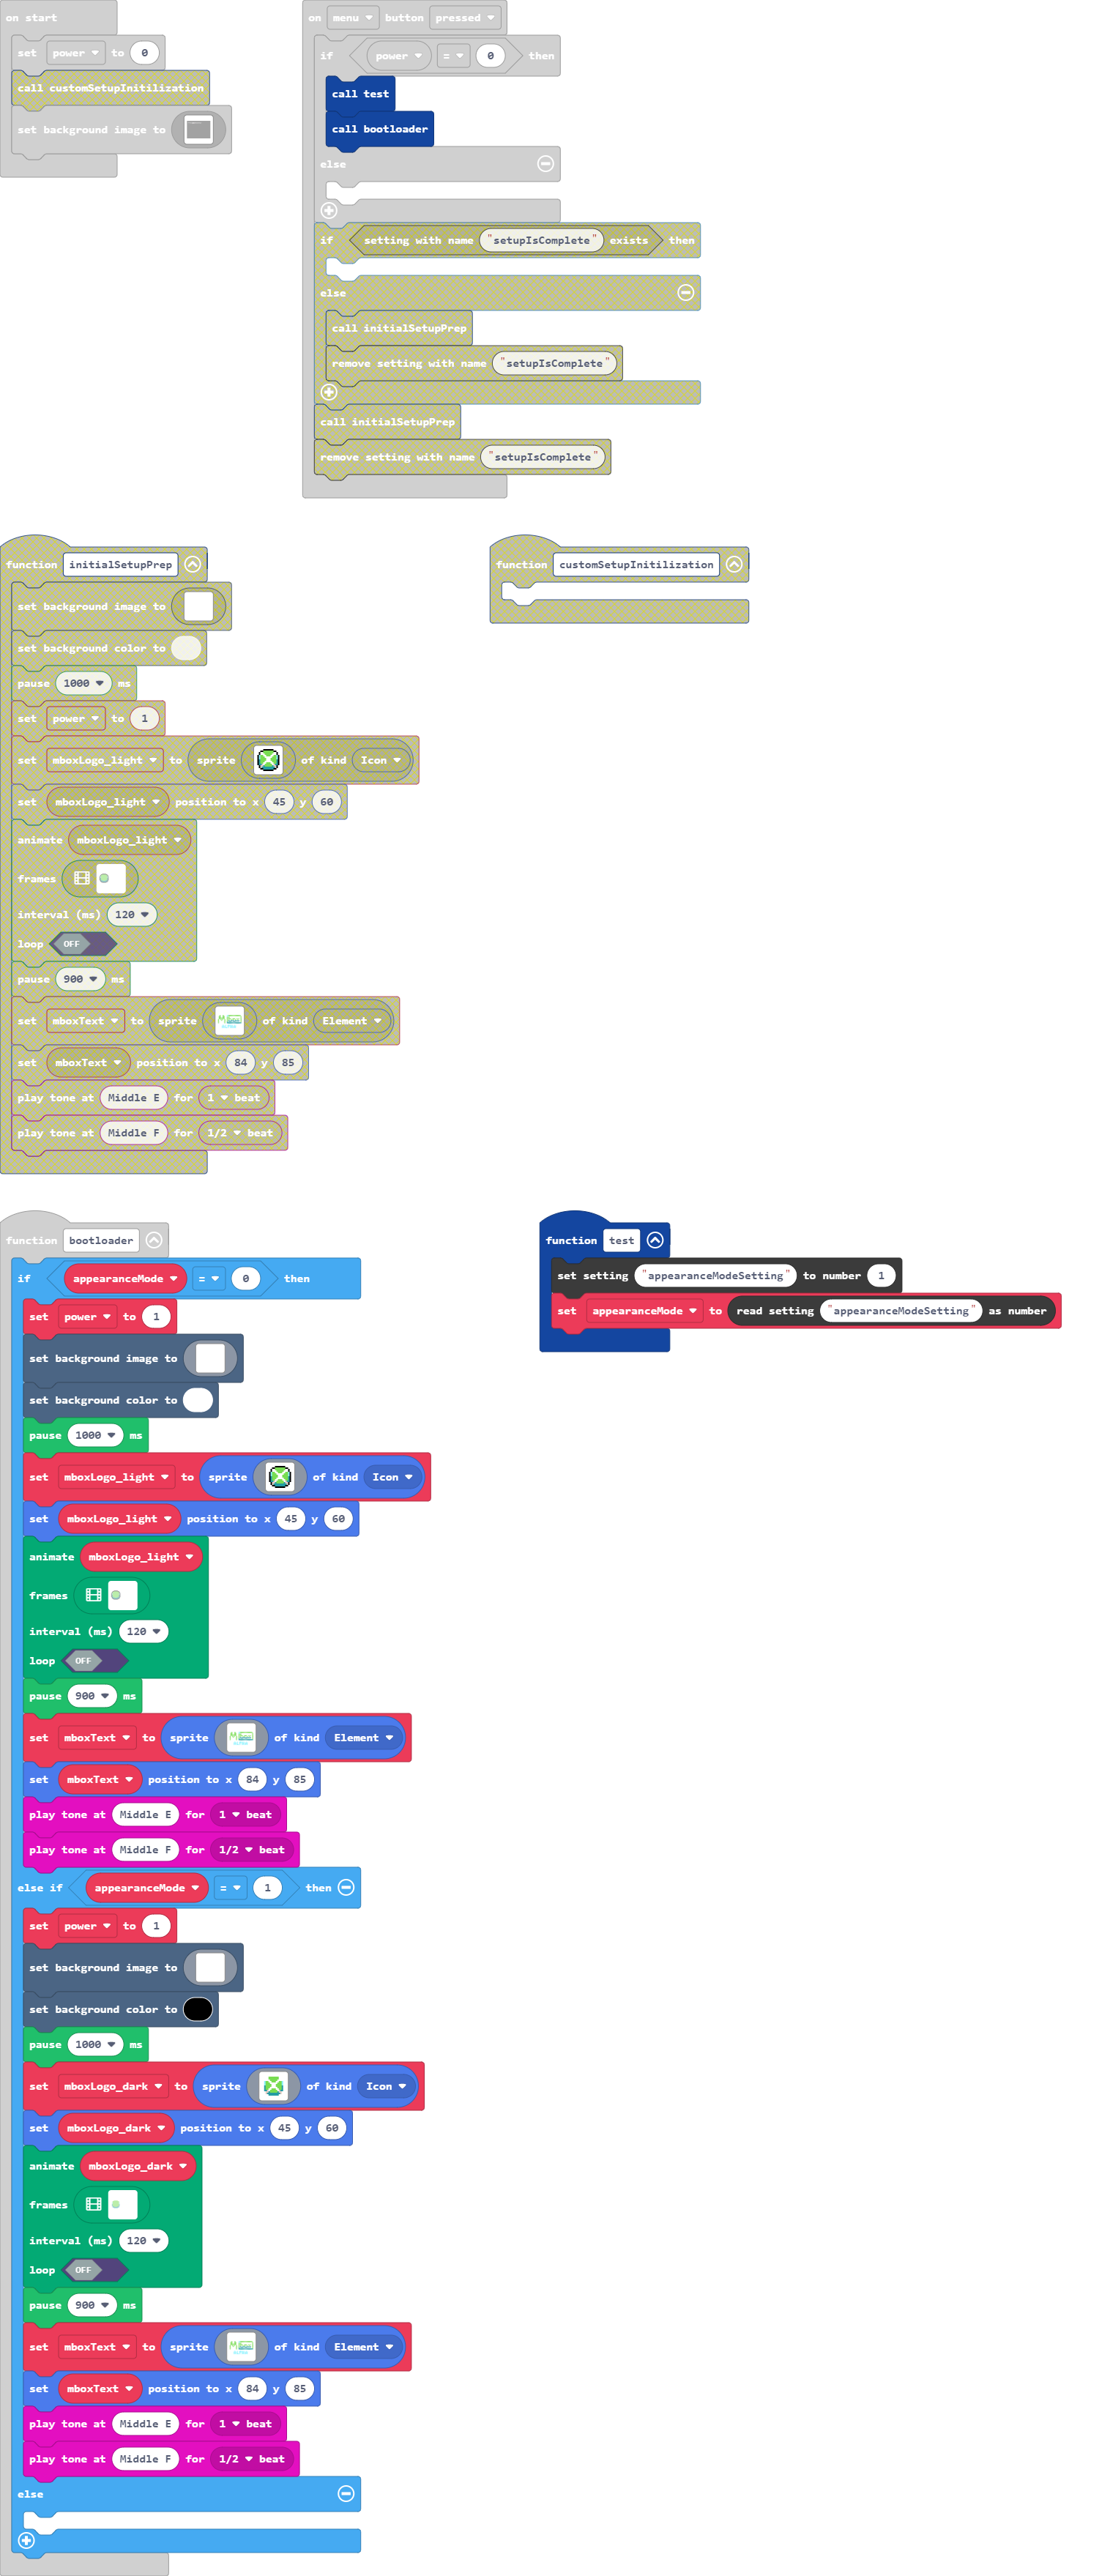 on start
set power to 0
call customSetupInitilization
set background image to
on menu button pressed
if power = 0 then
call test
call bootloader
else
if setting with name "setupIsComplete" exists then
else
call initialSetupPrep
remove setting with name "setupIsComplete"
call initialSetupPrep
remove setting with name "setupIsComplete"
function initialSetupPrep
set background image to
set background color to
pause 1000 ms
set power to 1
set mboxLogo_light to sprite of kind Icon
set mboxLogo_light position to x 45 y 60
animate mboxLogo_light
frames
interval (ms) 120
loop OFF
pause 900 ms
set mboxText to sprite of kind Element
set mboxText position to x 84 y 85
play tone at Middle E for 1 beat
play tone at Middle F for 1/2 beat
function customSetupInitilization
function bootloader
if appearanceMode = 0 then
set power to 1
set background image to
set background color to
pause 1000 ms
set mboxLogo_light to sprite of kind Icon
set mboxLogo_light position to x 45 y 60
animate mboxLogo_light
frames
interval (ms) 120
loop OFF
pause 900 ms
set mboxText to sprite of kind Element
set mboxText position to x 84 y 85
play tone at Middle E for 1 beat
play tone at Middle F for 1/2 beat
else if appearanceMode = 1 then
set power to 1
set background image to
set background color to
pause 1000 ms
set mboxLogo_dark to sprite of kind Icon
set mboxLogo_dark position to x 45 y 60
animate mboxLogo_dark
frames
interval (ms) 120
loop OFF
pause 900 ms
set mboxText to sprite of kind Element
set mboxText position to x 84 y 85
play tone at Middle E for 1 beat
play tone at Middle F for 1/2 beat
else
function test
set setting "appearanceModeSetting" to number 1
set appearanceMode to read setting "appearanceModeSetting" as number